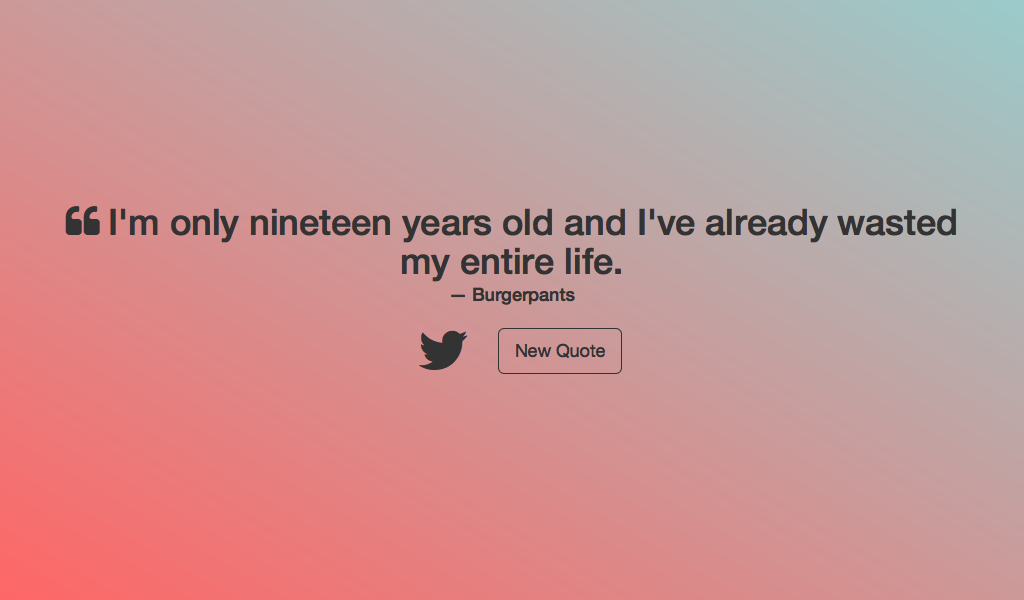 I'm only nineteen years old and I've already wasted
my entire life.
— Burgerpants
New Quote